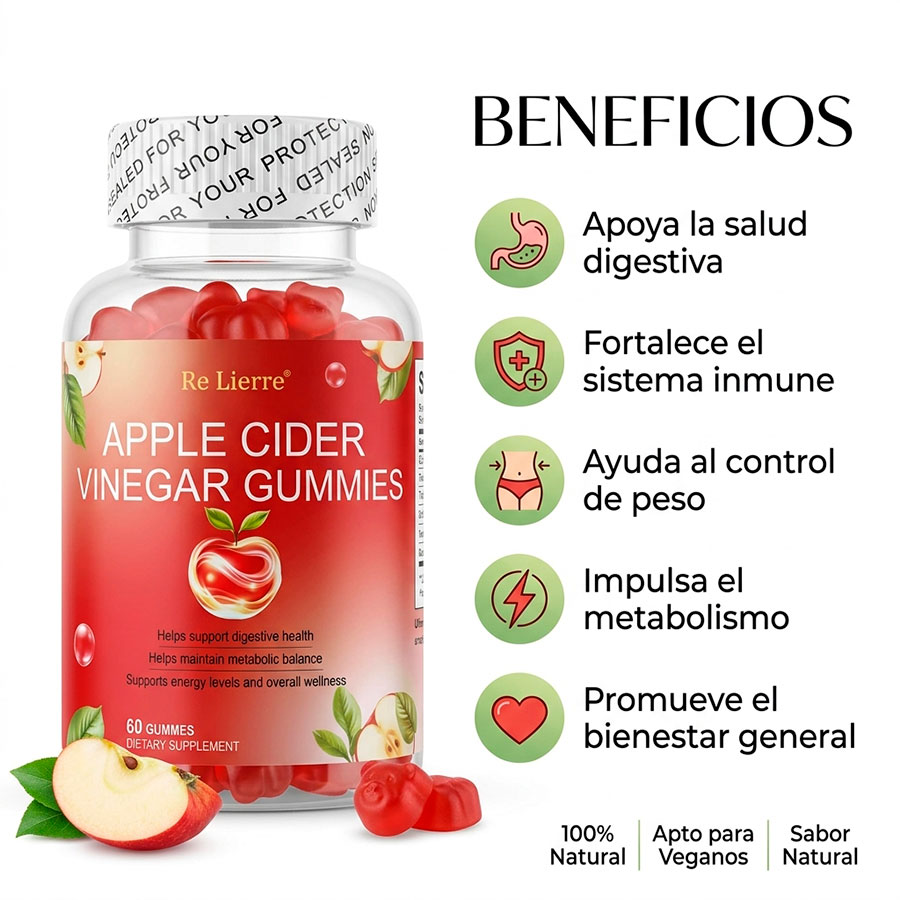 SEALED FOR YOUR PROTECTION
Re Lierre®
APPLE CIDER
VINEGAR GUMMIES
Helps support digestive health
Helps maintain metabolic balance
Supports energy levels and overall wellness
60 GUMMES
DIETARY SUPPLEMENT
BENEFICIOS
Apoya la salud
digestiva
Fortalece el
sistema inmune
Ayuda al control
de peso
Impulsa el
metabolismo
Promueve el
bienestar general
100%
Natural
Apto para
Veganos
Sabor
Natural